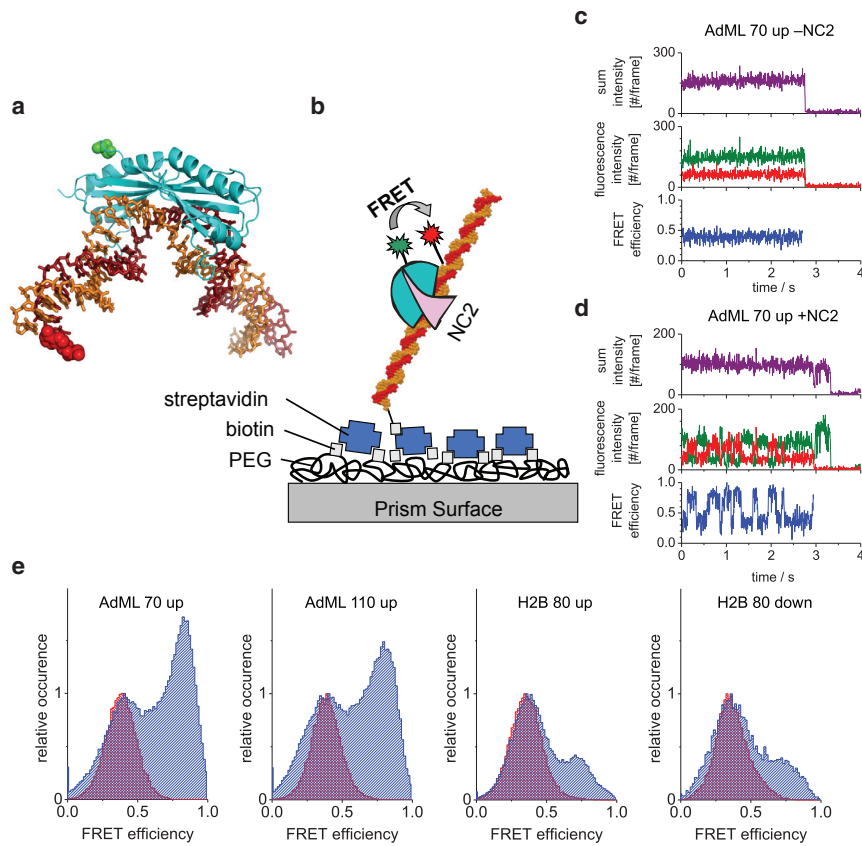 a
b
FRET
NC2
streptavidin
biotin
PEG
Prism Surface
c
AdML 70 up –NC2
sum
intensity
[#/frame]
300
0
fluorescence
intensity
[#/frame]
300
0
FRET
efficiency
1.0
0.5
0.0
0 1 2 3 4
time / s
d
AdML 70 up +NC2
sum
intensity
[#/frame]
200
0
fluorescence
intensity
[#/frame]
200
0
FRET
efficiency
1.0
0.5
0.0
0 1 2 3 4
time / s
e
AdML 70 up
relative occurence
1
0
0.0 0.5 1.0
FRET efficiency
AdML 110 up
relative occurence
1
0
0.0 0.5 1.0
FRET efficiency
H2B 80 up
relative occurence
1
0
0.0 0.5 1.0
FRET efficiency
H2B 80 down
relative occurence
1
0
0.0 0.5 1.0
FRET efficiency